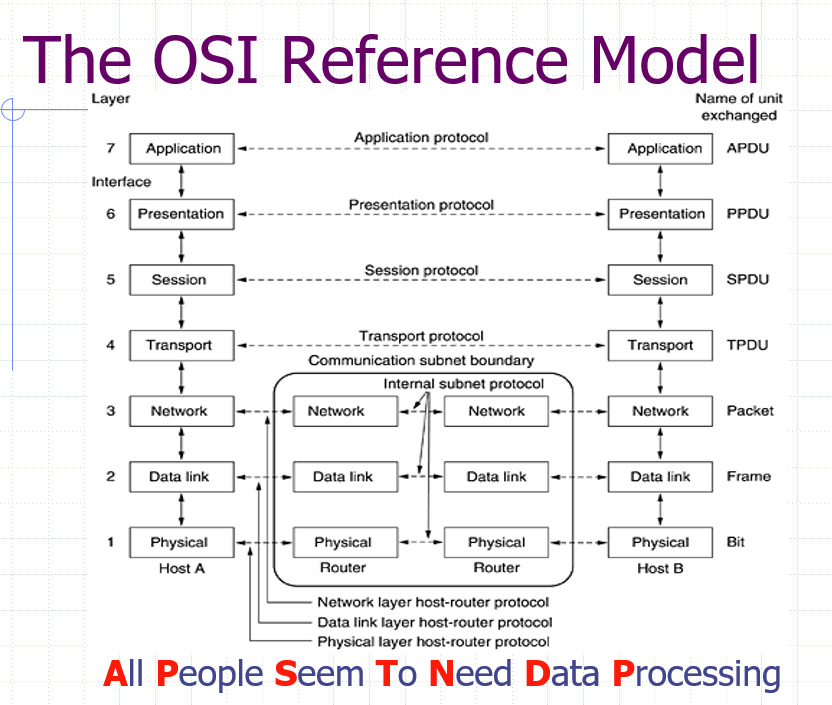 The OSI Reference Model
Layer
Name of unit
exchanged
7 Application Application protocol Application APDU
Interface
6 Presentation Presentation protocol Presentation PPDU
5 Session Session protocol Session SPDU
4 Transport Transport protocol Transport TPDU
Communication subnet boundary
Internal subnet protocol
3 Network Network Network Network Packet
2 Data link Data link Data link Data link Frame
1 Physical Physical Physical Physical Bit
Host A Router Router Host B
Network layer host-router protocol
Data link layer host-router protocol
Physical layer host-router protocol
All People Seem To Need Data Processing